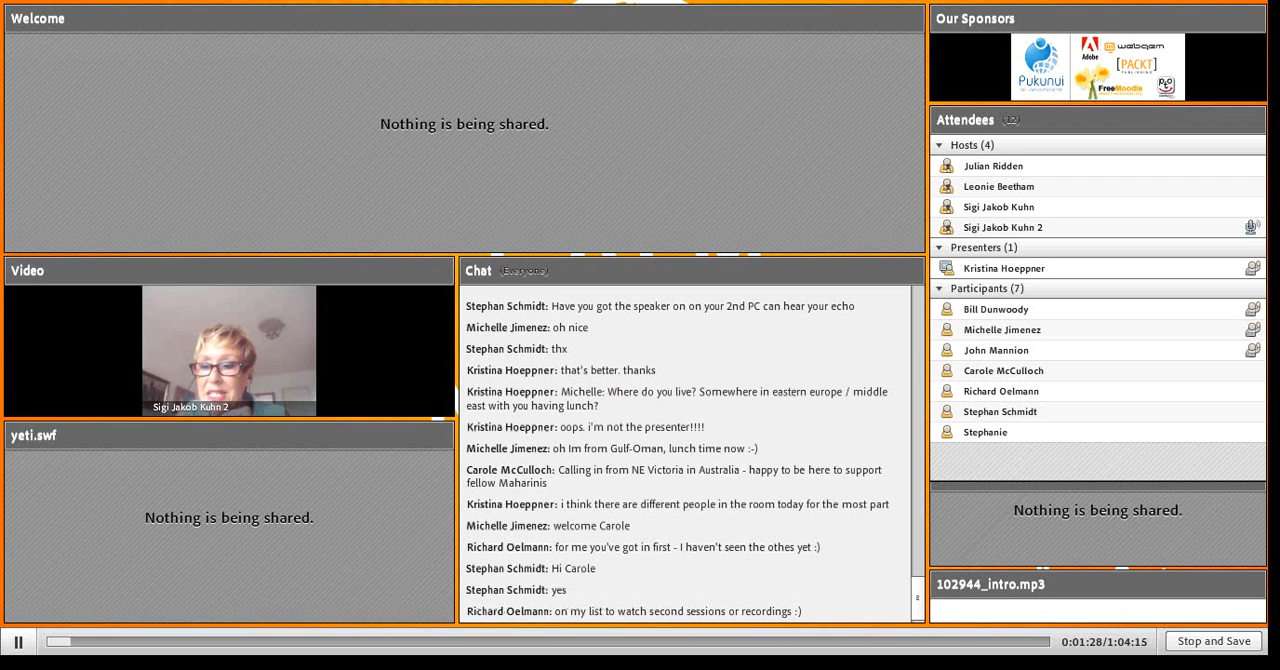 Welcome
Nothing is being shared.
Our Sponsors
Pukunui
Adobe
webgem
[PACKT]
PUBLISHING
FreeMoodle
Attendees (12)
Hosts (4)
Julian Ridden
Leonie Beetham
Sigi Jakob Kuhn
Sigi Jakob Kuhn 2
Presenters (1)
Kristina Hoeppner
Participants (7)
Bill Dunwoody
Michelle Jimenez
John Mannion
Carole McCulloch
Richard Oelmann
Stephan Schmidt
Stephanie
Video
Sigi Jakob Kuhn 2
Chat (Everyone)
Stephan Schmidt: Have you got the speaker on on your 2nd PC can hear your echo
Michelle Jimenez: oh nice
Stephan Schmidt: thx
Kristina Hoeppner: that's better. thanks
Kristina Hoeppner: Michelle: Where do you live? Somewhere in eastern europe / middle
east with you having lunch?
Kristina Hoeppner: oops. i'm not the presenter!!!!
Michelle Jimenez: oh Im from Gulf-Oman, lunch time now :-)
Carole McCulloch: Calling in from NE Victoria in Australia - happy to be here to support
fellow Maharinis
Kristina Hoeppner: i think there are different people in the room today for the most part
Michelle Jimenez: welcome Carole
Richard Oelmann: for me you've got in first - I haven't seen the othes yet :)
Stephan Schmidt: Hi Carole
Stephan Schmidt: yes
Richard Oelmann: on my list to watch second sessions or recordings :)
yeti.swf
Nothing is being shared.
Nothing is being shared.
102944_intro.mp3
0:01:28/1:04:15
Stop and Save